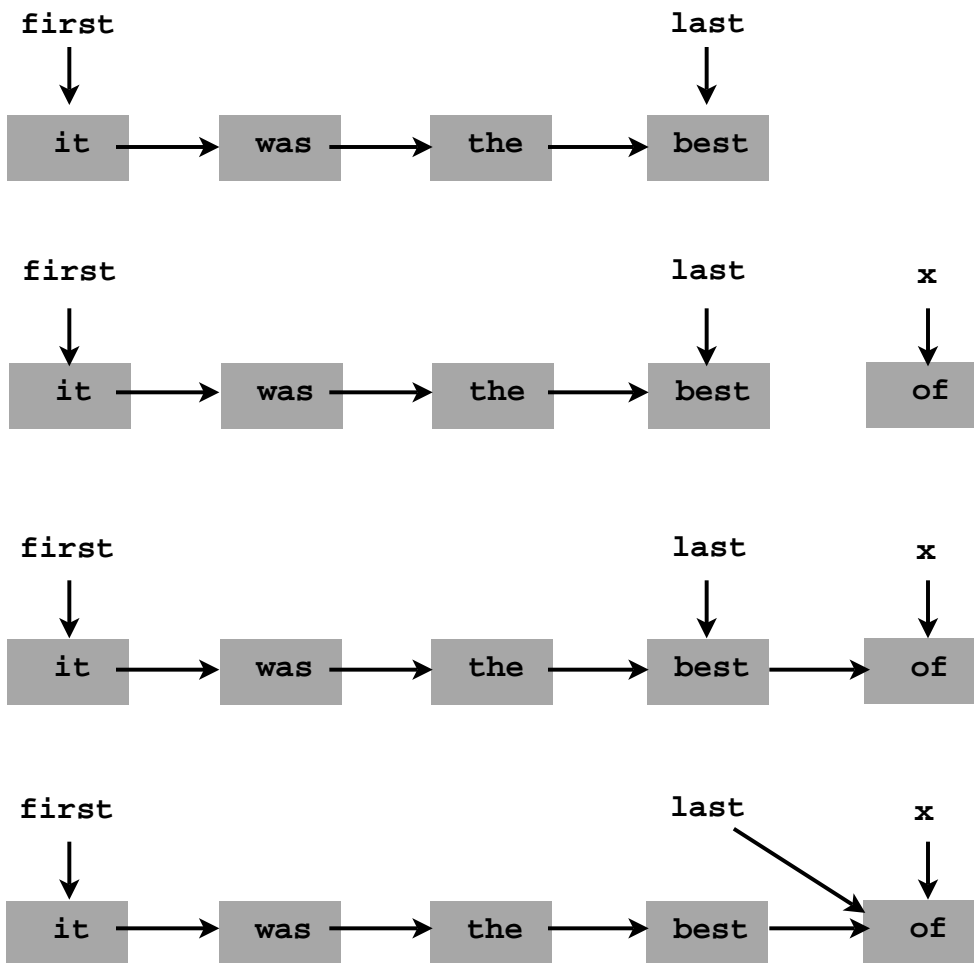 first last
it was the best
first last x
it was the best of
first last x
it was the best of
first last x
it was the best of